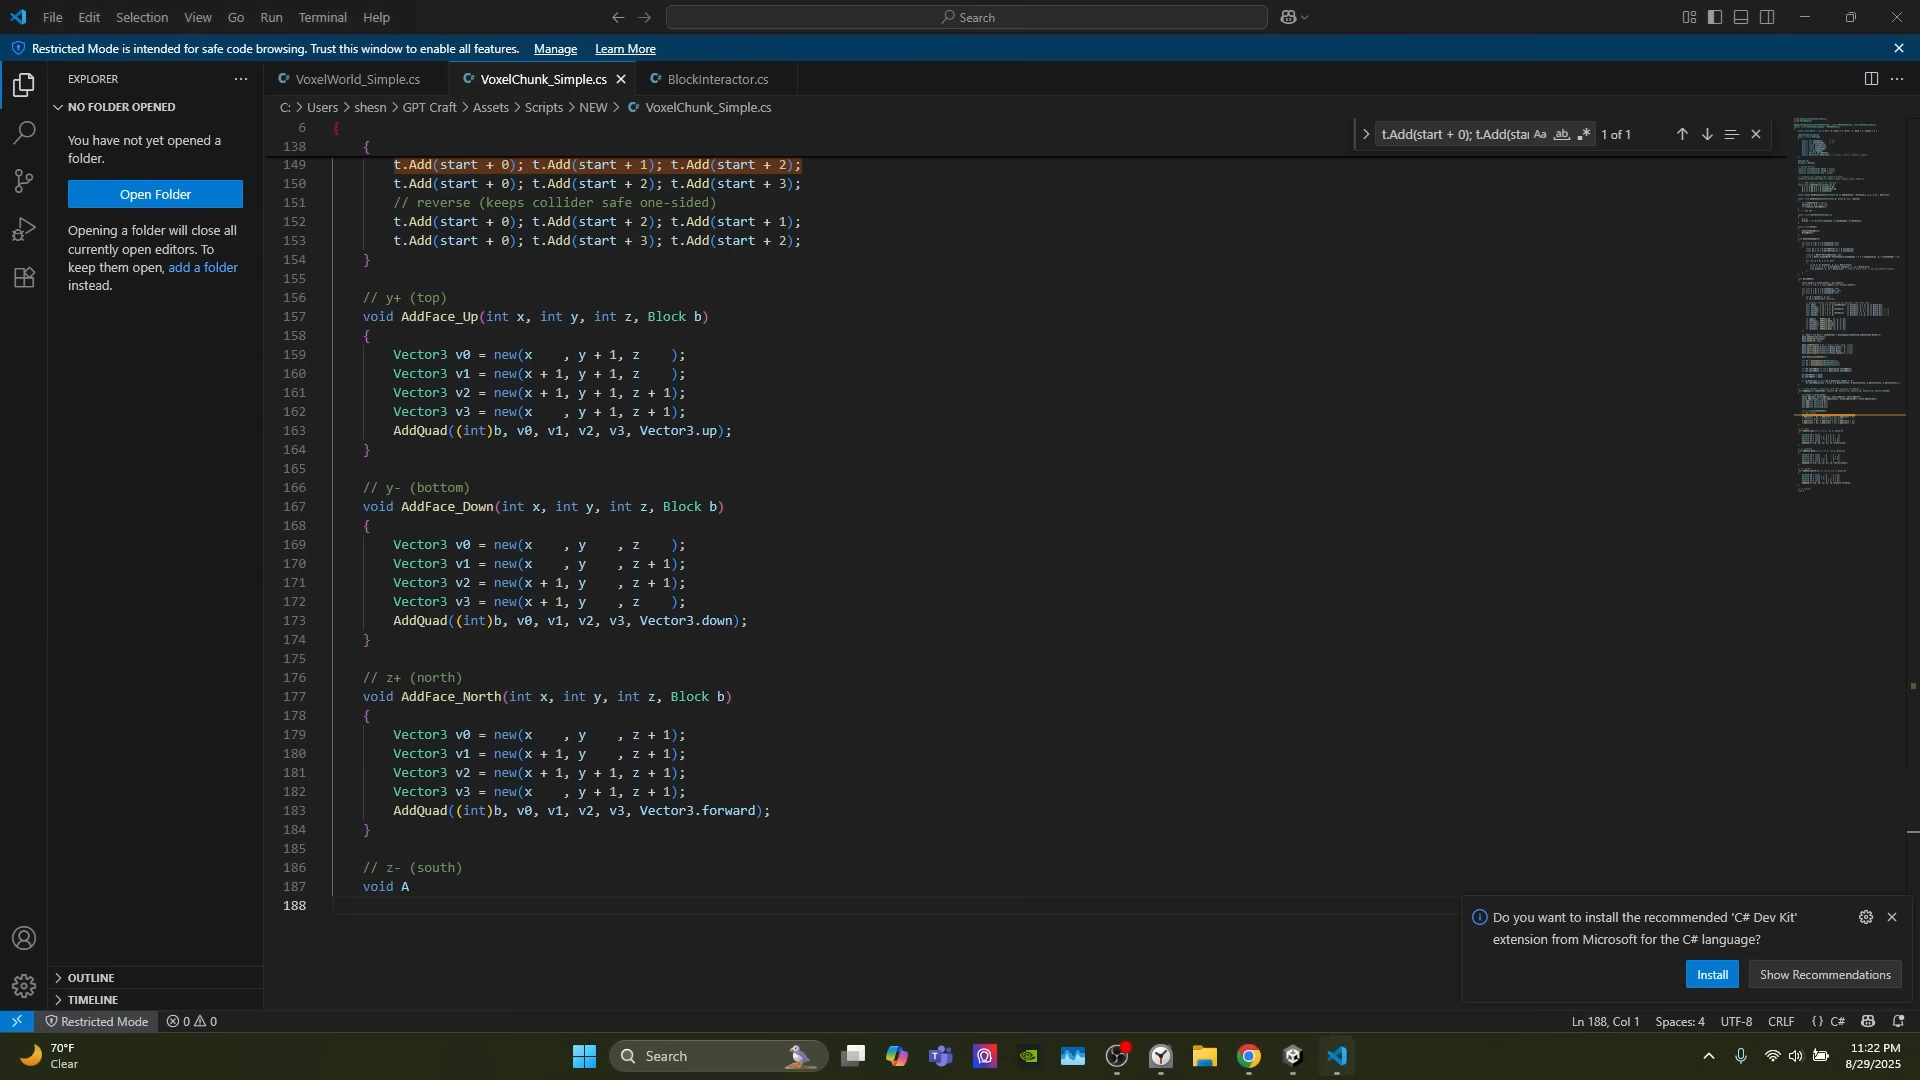 File Edit Selection View Go Run Terminal Help
Search
Restricted Mode is intended for safe code browsing. Trust this window to enable all features. Manage Learn More
EXPLORER
NO FOLDER OPENED
You have not yet opened a
folder.
Open Folder
Opening a folder will close all
currently open editors. To
keep them open, add a folder
instead.
OUTLINE
TIMELINE
VoxelWorld_Simple.cs
VoxelChunk_Simple.cs
BlockInteractor.cs
C: > Users > shesn > GPT Craft > Assets > Scripts > NEW > VoxelChunk_Simple.cs
t.Add(start + 0); t.Add(sta Aa ab 1 of 1
6 {
138 {
149 t.Add(start + 0); t.Add(start + 1); t.Add(start + 2);
150 t.Add(start + 0); t.Add(start + 2); t.Add(start + 3);
151 // reverse (keeps collider safe one-sided)
152 t.Add(start + 0); t.Add(start + 2); t.Add(start + 1);
153 t.Add(start + 0); t.Add(start + 3); t.Add(start + 2);
154 }
155
156 // y+ (top)
157 void AddFace_Up(int x, int y, int z, Block b)
158 {
159 Vector3 v0 = new(x    , y + 1, z    );
160 Vector3 v1 = new(x + 1, y + 1, z    );
161 Vector3 v2 = new(x + 1, y + 1, z + 1);
162 Vector3 v3 = new(x    , y + 1, z + 1);
163 AddQuad((int)b, v0, v1, v2, v3, Vector3.up);
164 }
165
166 // y- (bottom)
167 void AddFace_Down(int x, int y, int z, Block b)
168 {
169 Vector3 v0 = new(x    , y    , z    );
170 Vector3 v1 = new(x    , y    , z + 1);
171 Vector3 v2 = new(x + 1, y    , z + 1);
172 Vector3 v3 = new(x + 1, y    , z    );
173 AddQuad((int)b, v0, v1, v2, v3, Vector3.down);
174 }
175
176 // z+ (north)
177 void AddFace_North(int x, int y, int z, Block b)
178 {
179 Vector3 v0 = new(x    , y    , z + 1);
180 Vector3 v1 = new(x + 1, y    , z + 1);
181 Vector3 v2 = new(x + 1, y + 1, z + 1);
182 Vector3 v3 = new(x    , y + 1, z + 1);
183 AddQuad((int)b, v0, v1, v2, v3, Vector3.forward);
184 }
185
186 // z- (south)
187 void A
188
Do you want to install the recommended 'C# Dev Kit'
extension from Microsoft for the C# language?
Install Show Recommendations
Restricted Mode 0 0
Ln 188, Col 1 Spaces: 4 UTF-8 CRLF {} C#
70°F
Clear
Search
11:22 PM
8/29/2025